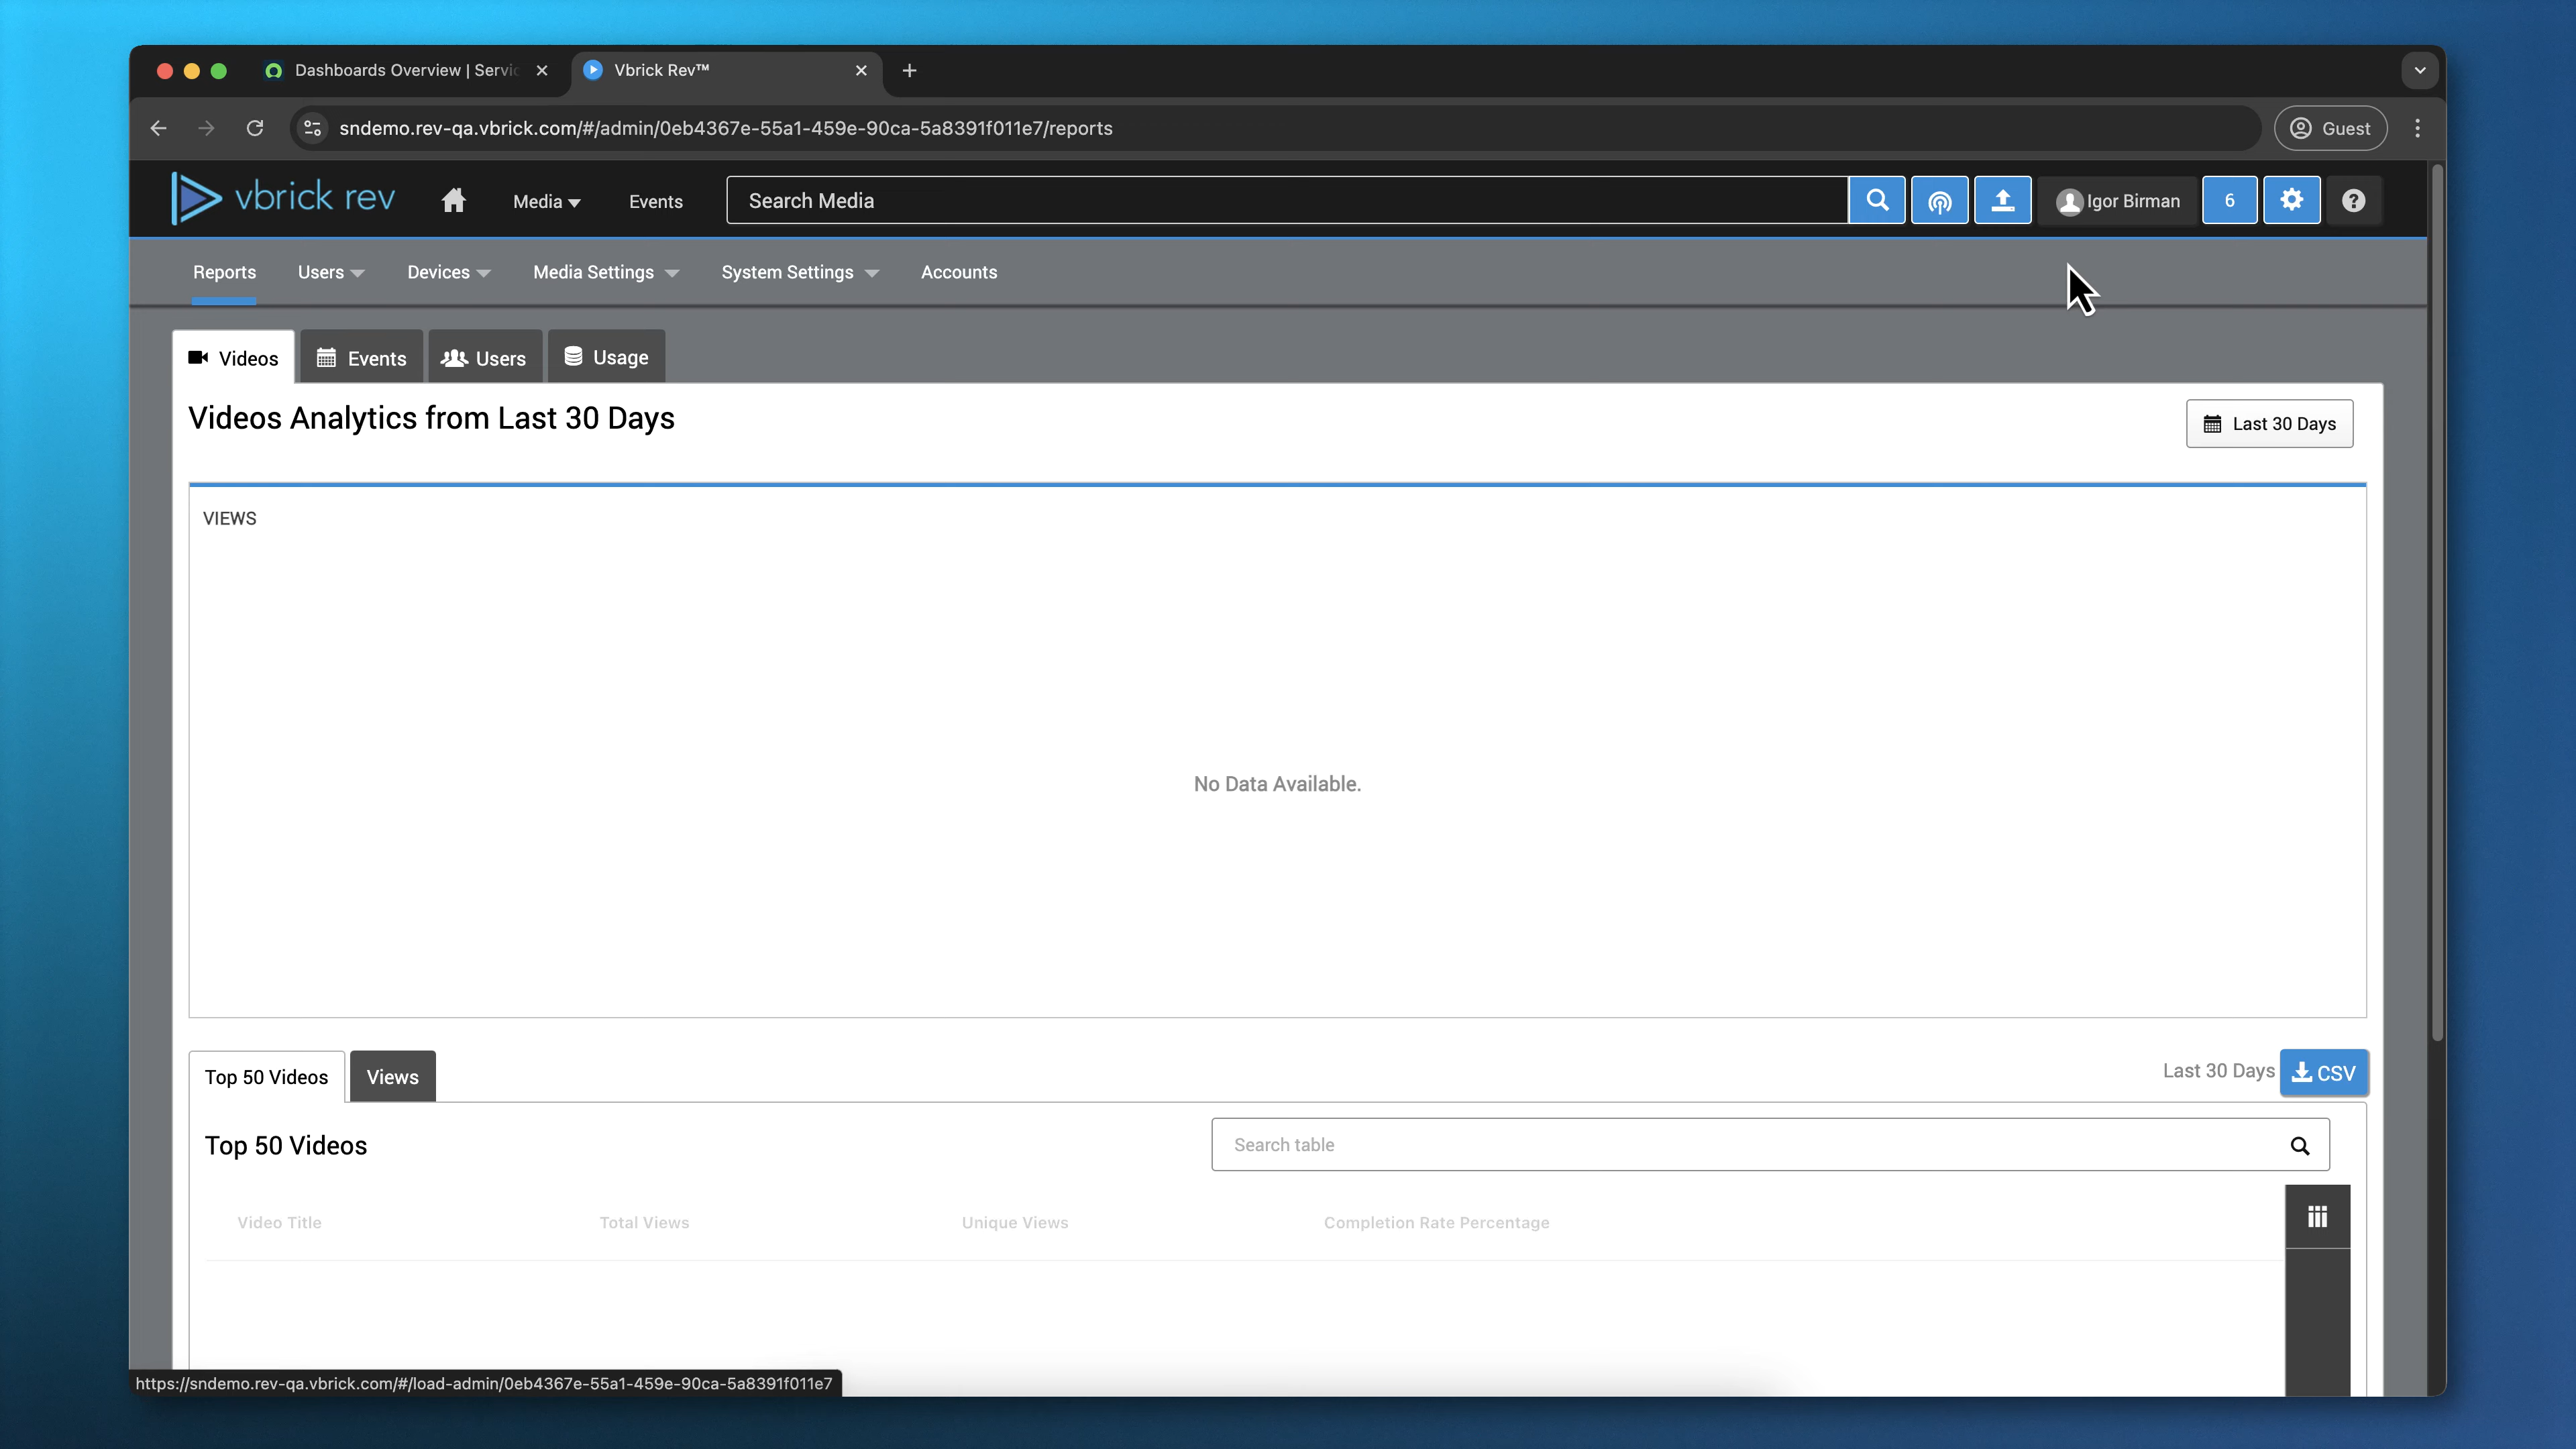 Dashboards Overview | Servic
Vbrick Rev™
sndemo.rev-qa.vbrick.com/#/admin/0eb4367e-55a1-459e-90ca-5a8391f011e7/reports
Guest
vbrick rev
Media
Events
Search Media
Igor Birman
6
?
Reports
Users
Devices
Media Settings
System Settings
Accounts
Videos
Events
Users
Usage
Videos Analytics from Last 30 Days
Last 30 Days
VIEWS
No Data Available.
Top 50 Videos
Views
Last 30 Days
CSV
Top 50 Videos
Search table
Video Title
Total Views
Unique Views
Completion Rate Percentage
https://sndemo.rev-qa.vbrick.com/#/load-admin/0eb4367e-55a1-459e-90ca-5a8391f011e7